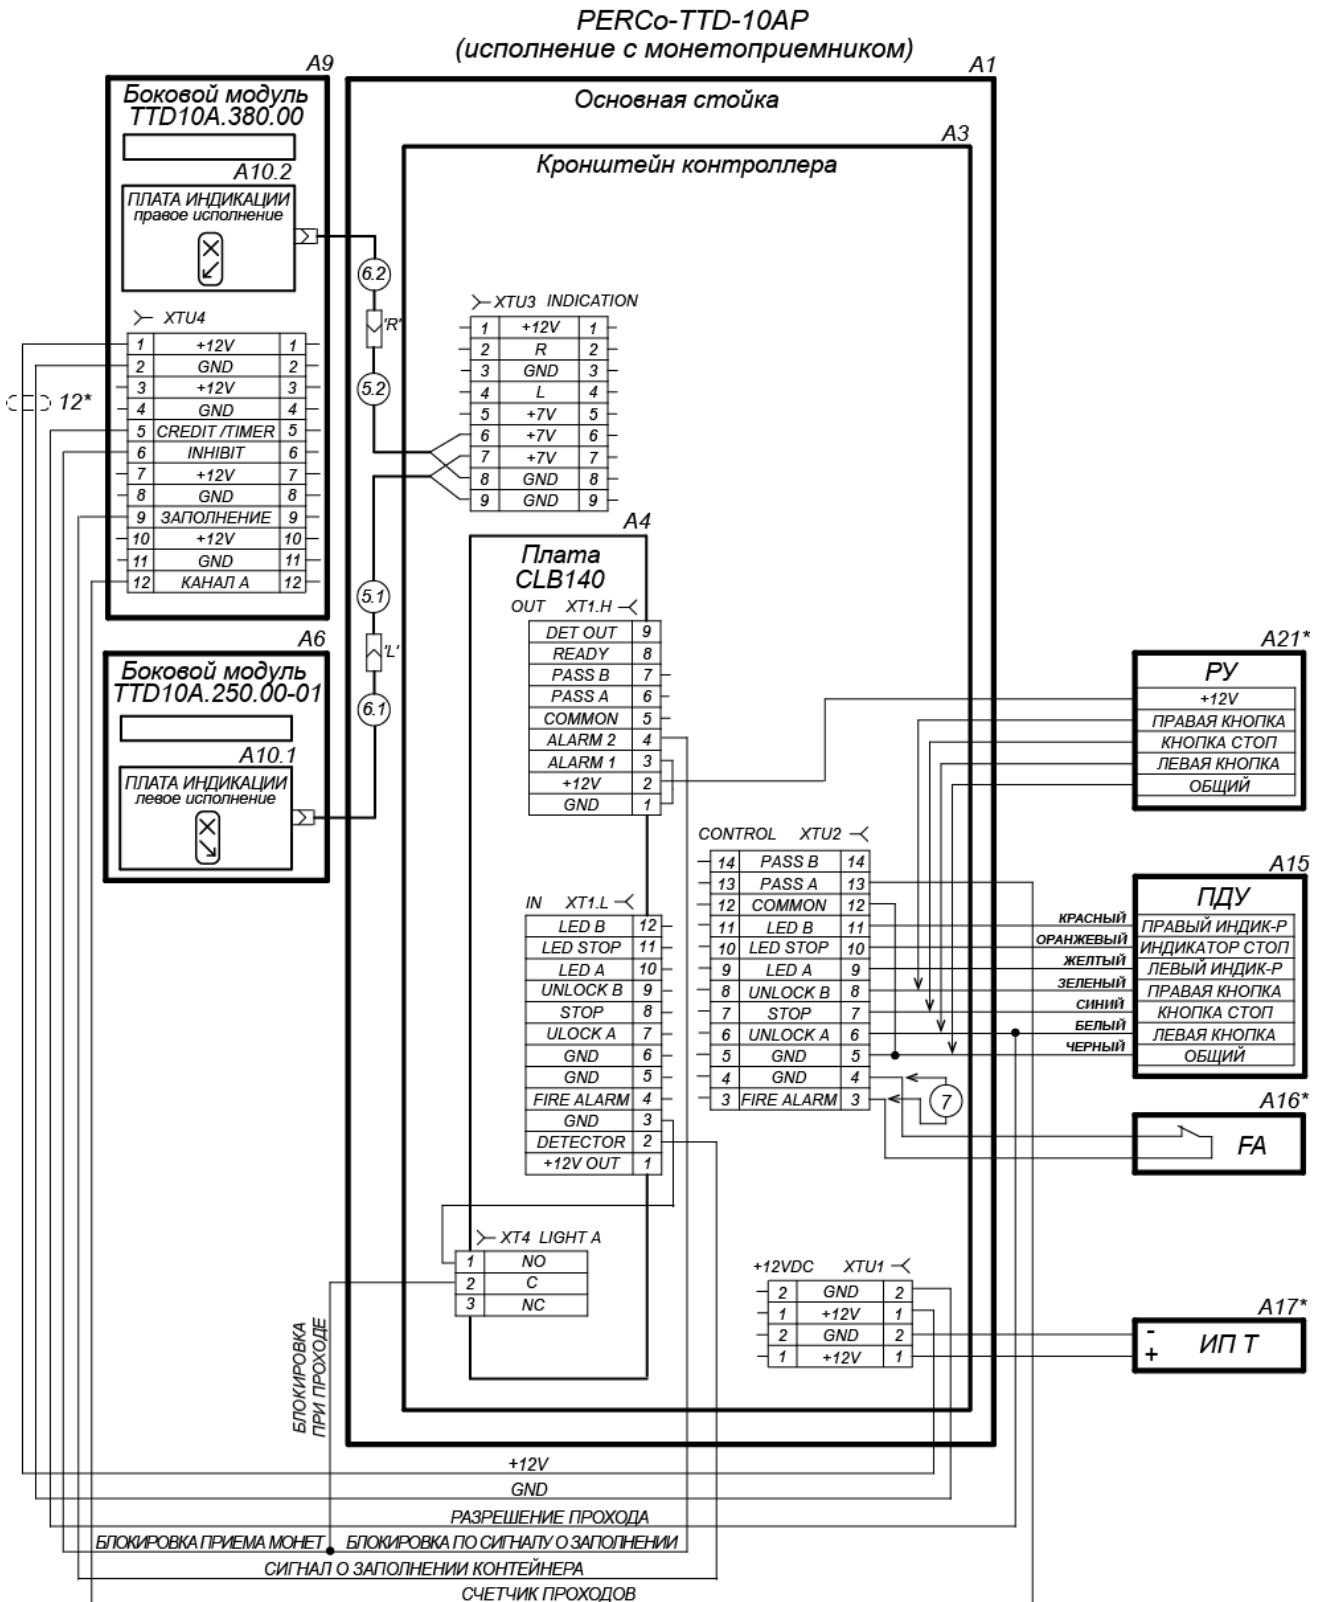 PERCo-TTD-10AP
(исполнение с монетоприемником)
A9
Боковой модуль
TTD10A.380.00
A10.2
ПЛАТА ИНДИКАЦИИ
правое исполнение
XTU4
1 +12V 1
2 GND 2
3 +12V 3
4 GND 4
5 CREDIT /TIMER 5
6 INHIBIT 6
7 +12V 7
8 GND 8
9 ЗАПОЛНЕНИЕ 9
10 +12V 10
11 GND 11
12 КАНАЛ А 12
12*
A6
Боковой модуль
TTD10A.250.00-01
A10.1
ПЛАТА ИНДИКАЦИИ
левое исполнение
A1
Основная стойка
A3
Кронштейн контроллера
6.2
'R'
5.2
5.1
'L'
6.1
XTU3 INDICATION
1 +12V 1
2 R 2
3 GND 3
4 L 4
5 +7V 5
6 +7V 6
7 +7V 7
8 GND 8
9 GND 9
A4
Плата
CLB140
OUT XT1.H
DET OUT 9
READY 8
PASS B 7
PASS A 6
COMMON 5
ALARM 2 4
ALARM 1 3
+12V 2
GND 1
IN XT1.L
LED B 12
LED STOP 11
LED A 10
UNLOCK B 9
STOP 8
ULOCK A 7
GND 6
GND 5
FIRE ALARM 4
GND 3
DETECTOR 2
+12V OUT 1
XT4 LIGHT A
1 NO
2 C
3 NC
CONTROL XTU2
14 PASS B 14
13 PASS A 13
12 COMMON 12
11 LED B 11
10 LED STOP 10
9 LED A 9
8 UNLOCK B 8
7 STOP 7
6 UNLOCK A 6
5 GND 5
4 GND 4
3 FIRE ALARM 3
7
+12VDC XTU1
2 GND 2
1 +12V 1
2 GND 2
1 +12V 1
A21*
РУ
+12V
ПРАВАЯ КНОПКА
КНОПКА СТОП
ЛЕВАЯ КНОПКА
ОБЩИЙ
A15
ПДУ
КРАСНЫЙ ПРАВЫЙ ИНДИК-Р
ОРАНЖЕВЫЙ ИНДИКАТОР СТОП
ЖЕЛТЫЙ ЛЕВЫЙ ИНДИК-Р
ЗЕЛЕНЫЙ ПРАВАЯ КНОПКА
СИНИЙ КНОПКА СТОП
БЕЛЫЙ ЛЕВАЯ КНОПКА
ЧЕРНЫЙ ОБЩИЙ
A16*
FA
A17*
-
+
ИП Т
БЛОКИРОВКА
ПРИ ПРОХОДЕ
+12V
GND
РАЗРЕШЕНИЕ ПРОХОДА
БЛОКИРОВКА ПРИЕМА МОНЕТ
БЛОКИРОВКА ПО СИГНАЛУ О ЗАПОЛНЕНИИ
СИГНАЛ О ЗАПОЛНЕНИИ КОНТЕЙНЕРА
СЧЕТЧИК ПРОХОДОВ